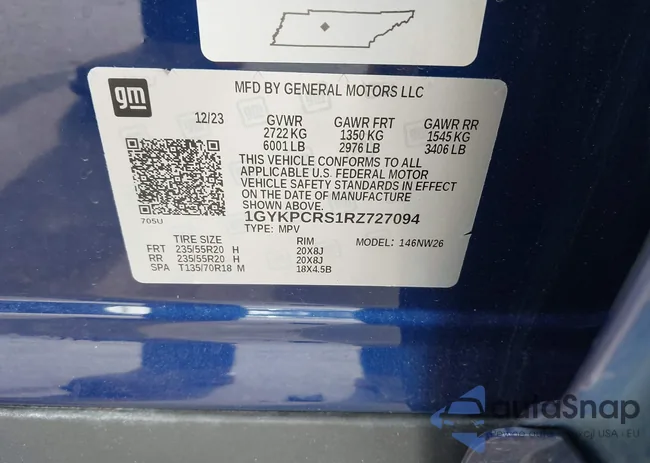 gm
MFD BY GENERAL MOTORS LLC
12/23
GVWR GAWR FRT GAWR RR
2722 KG 1350 KG 1545 KG
6001 LB 2976 LB 3406 LB
THIS VEHICLE CONFORMS TO ALL
APPLICABLE U.S. FEDERAL MOTOR
VEHICLE SAFETY STANDARDS IN EFFECT
ON THE DATE OF MANUFACTURE
SHOWN ABOVE.
705U
1GYKPCRS1RZ727094
TYPE: MPV MODEL: 146NW26
TIRE SIZE RIM
FRT 235/55R20 H 20X8J
RR 235/55R20 H 20X8J
SPA T135/70R18 M 18X4.5B
autaSnap
USA - EU